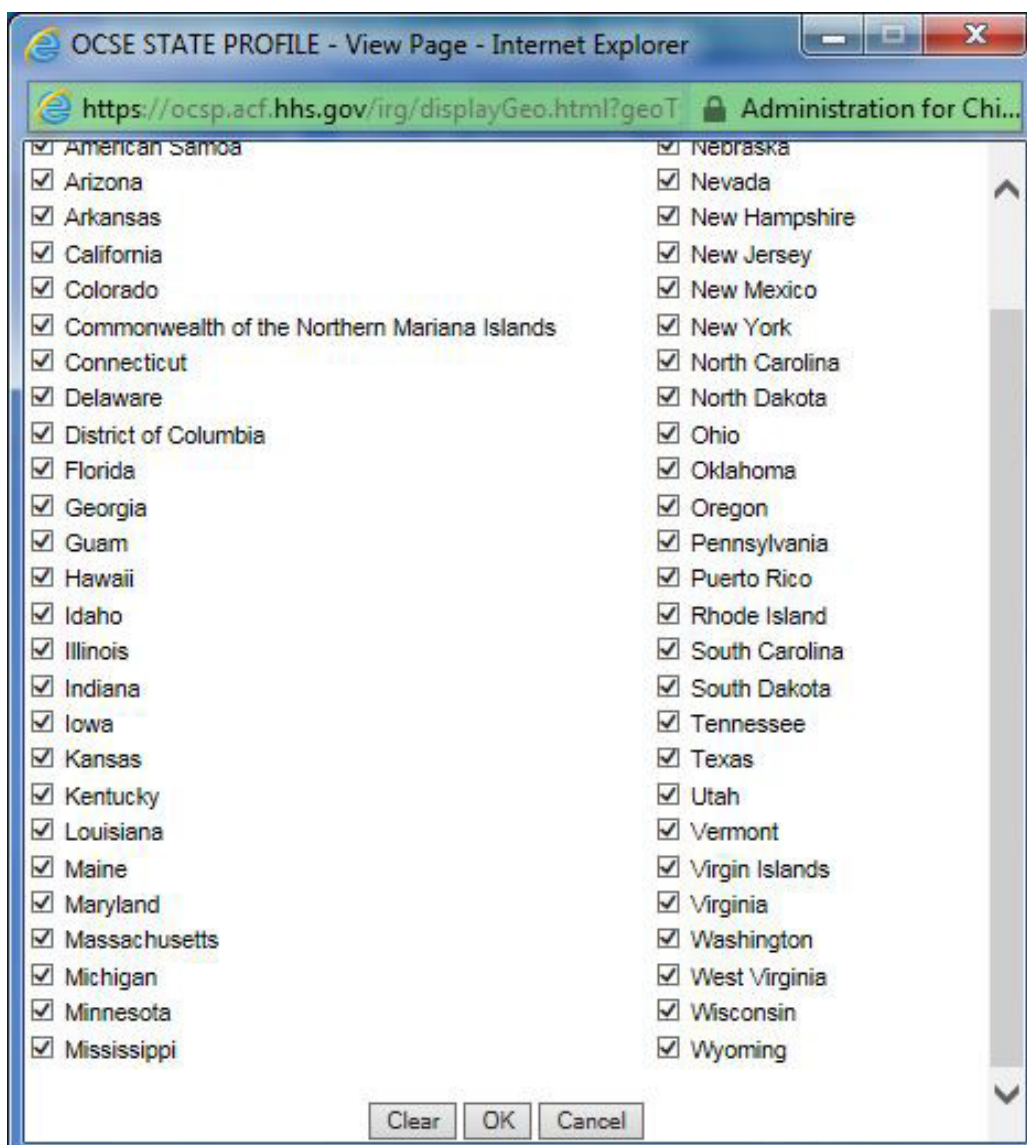 OCSE STATE PROFILE - View Page - Internet Explorer
https://ocsp.acf.hhs.gov/irg/displayGeo.html?geoT Administration for Chi...
American Samoa
Arizona
Arkansas
California
Colorado
Commonwealth of the Northern Mariana Islands
Connecticut
Delaware
District of Columbia
Florida
Georgia
Guam
Hawaii
Idaho
Illinois
Indiana
Iowa
Kansas
Kentucky
Louisiana
Maine
Maryland
Massachusetts
Michigan
Minnesota
Mississippi
Nebraska
Nevada
New Hampshire
New Jersey
New Mexico
New York
North Carolina
North Dakota
Ohio
Oklahoma
Oregon
Pennsylvania
Puerto Rico
Rhode Island
South Carolina
South Dakota
Tennessee
Texas
Utah
Vermont
Virgin Islands
Virginia
Washington
West Virginia
Wisconsin
Wyoming
Clear OK Cancel